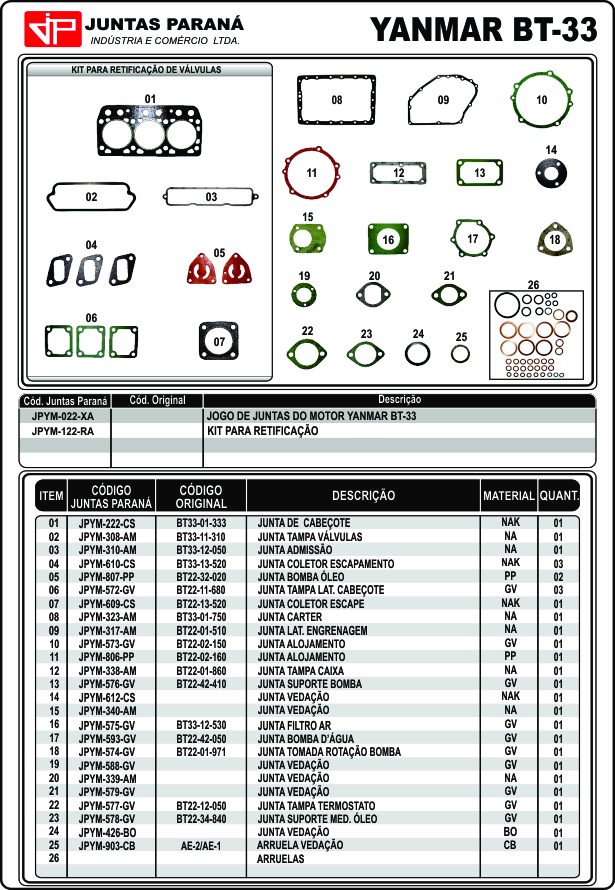 JP JUNTAS PARANÁ
INDÚSTRIA E COMÉRCIO LTDA.
YANMAR BT-33
KIT PARA RETIFICAÇÃO DE VÁLVULAS
01
02 03
04 05
06 07
08 09 10
11 12 13 14
15 16 17 18
19 20 21 26
22 23 24 25
Cód. Juntas Paraná Cód. Original Descrição
JPYM-022-XA JOGO DE JUNTAS DO MOTOR YANMAR BT-33
JPYM-122-RA KIT PARA RETIFICAÇÃO
ITEM CÓDIGO JUNTAS PARANÁ CÓDIGO ORIGINAL DESCRIÇÃO MATERIAL QUANT.
01 JPYM-222-CS BT33-01-333 JUNTA DE CABEÇOTE NAK 01
02 JPYM-308-AM BT33-11-310 JUNTA TAMPA VÁLVULAS NA 01
03 JPYM-310-AM BT33-12-050 JUNTA ADMISSÃO NA 01
04 JPYM-610-CS BT33-13-520 JUNTA COLETOR ESCAPAMENTO NAK 03
05 JPYM-807-PP BT22-32-020 JUNTA BOMBA ÓLEO PP 02
06 JPYM-572-GV BT22-11-680 JUNTA TAMPA LAT. CABEÇOTE GV 03
07 JPYM-609-CS BT22-13-520 JUNTA COLETOR ESCAPE NAK 01
08 JPYM-323-AM BT33-01-750 JUNTA CARTER NA 01
09 JPYM-317-AM BT22-01-510 JUNTA LAT. ENGRENAGEM NA 01
10 JPYM-573-GV BT22-02-150 JUNTA ALOJAMENTO GV 01
11 JPYM-806-PP BT22-02-160 JUNTA ALOJAMENTO PP 01
12 JPYM-338-AM BT22-01-860 JUNTA TAMPA CAIXA NA 01
13 JPYM-576-GV BT22-42-410 JUNTA SUPORTE BOMBA GV 01
14 JPYM-612-CS JUNTA VEDAÇÃO NAK 01
15 JPYM-340-AM JUNTA VEDAÇÃO NA 01
16 JPYM-575-GV BT33-12-530 JUNTA FILTRO AR GV 01
17 JPYM-593-GV BT22-42-050 JUNTA BOMBA D'ÁGUA GV 01
18 JPYM-574-GV BT22-01-971 JUNTA TOMADA ROTAÇÃO BOMBA GV 01
19 JPYM-588-GV JUNTA VEDAÇÃO GV 01
20 JPYM-339-AM JUNTA VEDAÇÃO NA 01
21 JPYM-579-GV JUNTA VEDAÇÃO GV 01
22 JPYM-577-GV BT22-12-050 JUNTA TAMPA TERMOSTATO GV 01
23 JPYM-578-GV BT22-34-840 JUNTA SUPORTE MED. ÓLEO GV 01
24 JPYM-426-BO JUNTA VEDAÇÃO BO 01
25 JPYM-903-CB AE-2/AE-1 ARRUELA VEDAÇÃO CB 01
26 ARRUELAS